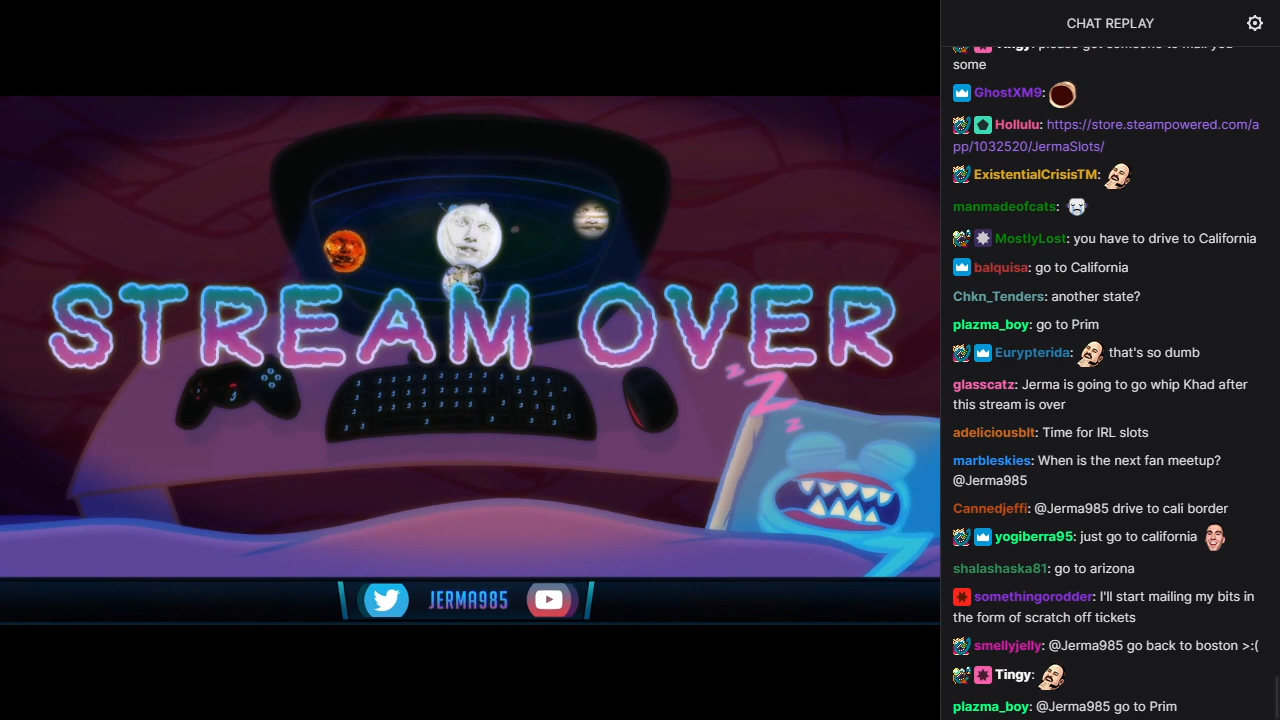 CHAT REPLAY
some
GhostXM9:
Hollulu: https://store.steampowered.com/a
pp/1032520/JermaSlots/
ExistentialCrisisTM:
manmadeofcats:
MostlyLost: you have to drive to California
balquisa: go to California
Chkn_Tenders: another state?
plazma_boy: go to Prim
Eurypterida: that's so dumb
glasscatz: Jerma is going to go whip Khad after
this stream is over
adeliciousblt: Time for IRL slots
marbleskies: When is the next fan meetup?
@Jerma985
Cannedjeffi: @Jerma985 drive to cali border
yogiberra95: just go to california
shalashaska81: go to arizona
somethingorodder: I'll start mailing my bits in
the form of scratch off tickets
smellyjelly: @Jerma985 go back to boston >:(
Tingy:
plazma_boy: @Jerma985 go to Prim
STREAM OVER
z
Z
z
JERMA985